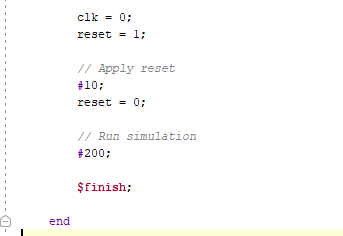 clk = 0;
reset = 1;
// Apply reset
#10;
reset = 0;
// Run simulation
#200;
$finish;
end